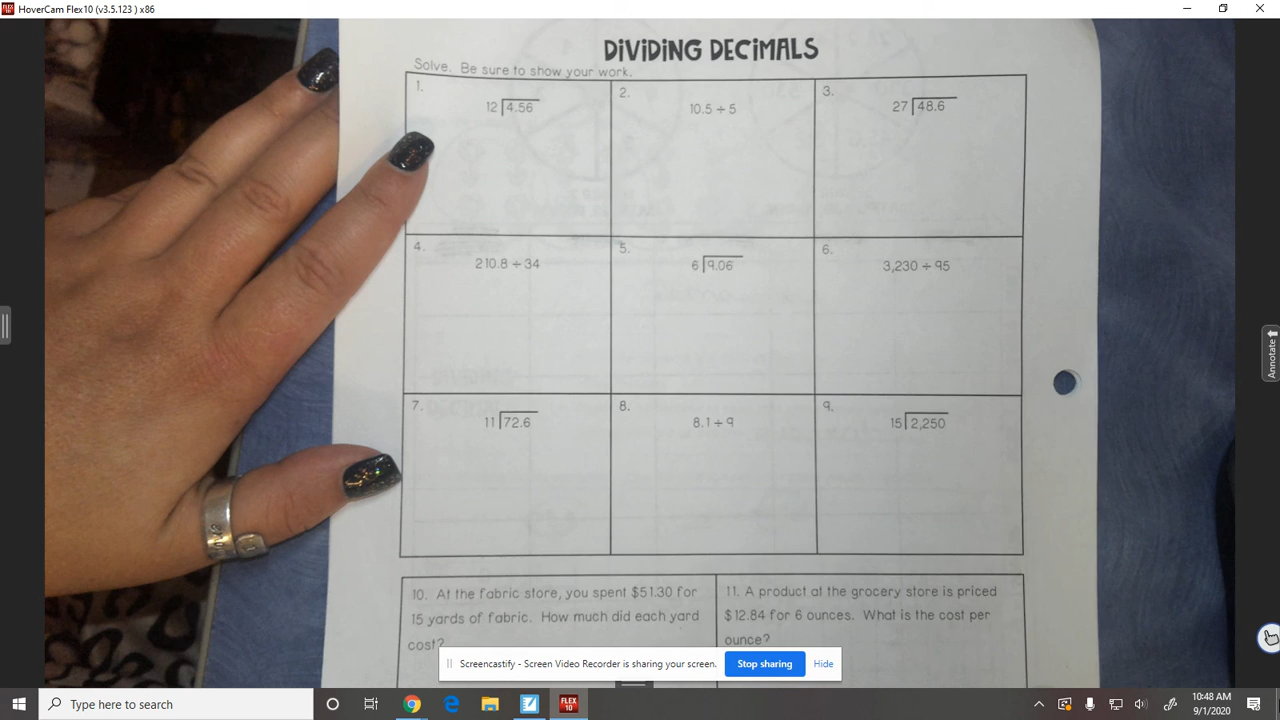 HoverCam Flex10 (v3.5.123 ) x86
DIVIDING DECIMALS
Solve. Be sure to show your work.
1.
12 4.56
2.
10.5 ÷ 5
3.
27 48.6
4.
210.8 ÷ 34
5.
6 9.06
6.
3,230 ÷ 95
7.
11 72.6
8.
8.1 ÷ 9
9.
15 2,250
10. At the fabric store, you spent $51.30 for
15 yards of fabric. How much did each yard
cost?
11. A product at the grocery store is priced
$12.84 for 6 ounces. What is the cost per
ounce?
Annotate
Screencastify - Screen Video Recorder is sharing your screen.
Stop sharing
Hide
FLEX
10
Type here to search
10:48 AM
9/1/2020